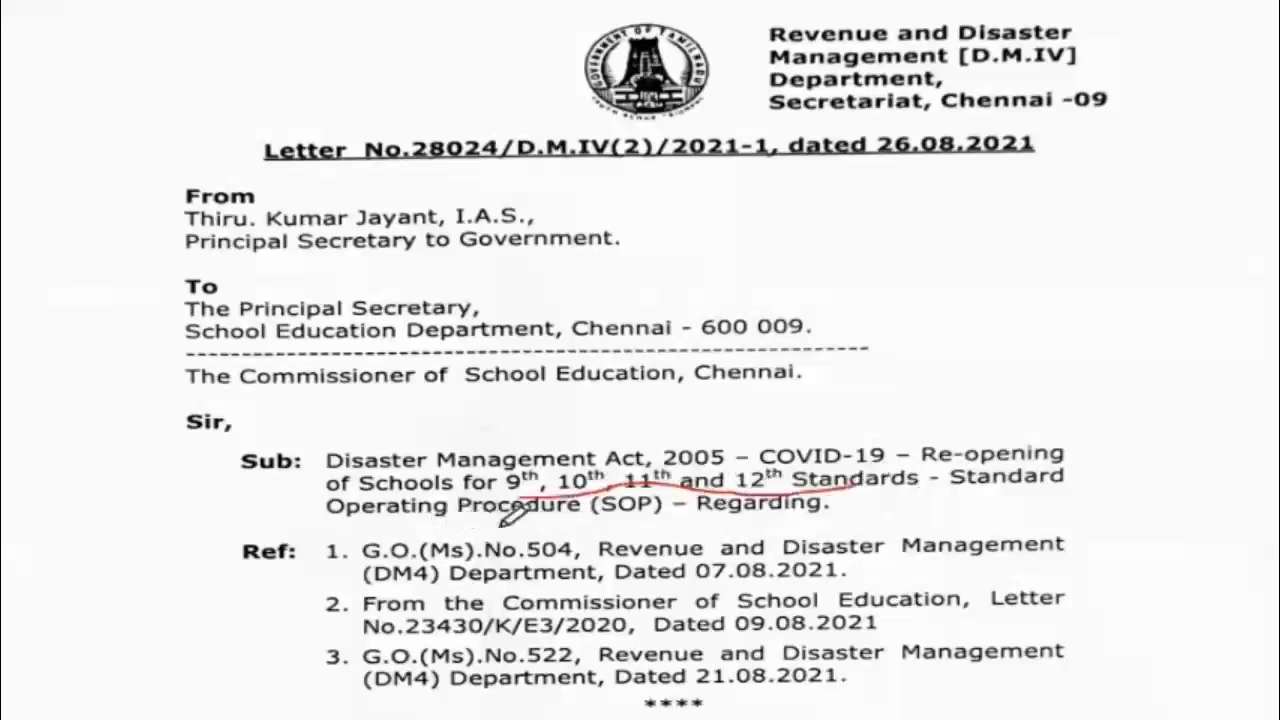 GOVERNMENT OF TAMILNADU
Revenue and Disaster
Management [D.M.IV]
Department,
Secretariat, Chennai -09
Letter No.28024/D.M.IV(2)/2021-1, dated 26.08.2021
From
Thiru. Kumar Jayant, I.A.S.,
Principal Secretary to Government.
To
The Principal Secretary,
School Education Department, Chennai - 600 009.
The Commissioner of School Education, Chennai.
Sir,
Sub: Disaster Management Act, 2005 – COVID-19 – Re-opening
of Schools for 9th, 10th, 11th and 12th Standards - Standard
Operating Procedure (SOP) – Regarding.
Ref: 1. G.O.(Ms).No.504, Revenue and Disaster Management
(DM4) Department, Dated 07.08.2021.
2. From the Commissioner of School Education, Letter
No.23430/K/E3/2020, Dated 09.08.2021
3. G.O.(Ms).No.522, Revenue and Disaster Management
(DM4) Department, Dated 21.08.2021.
****